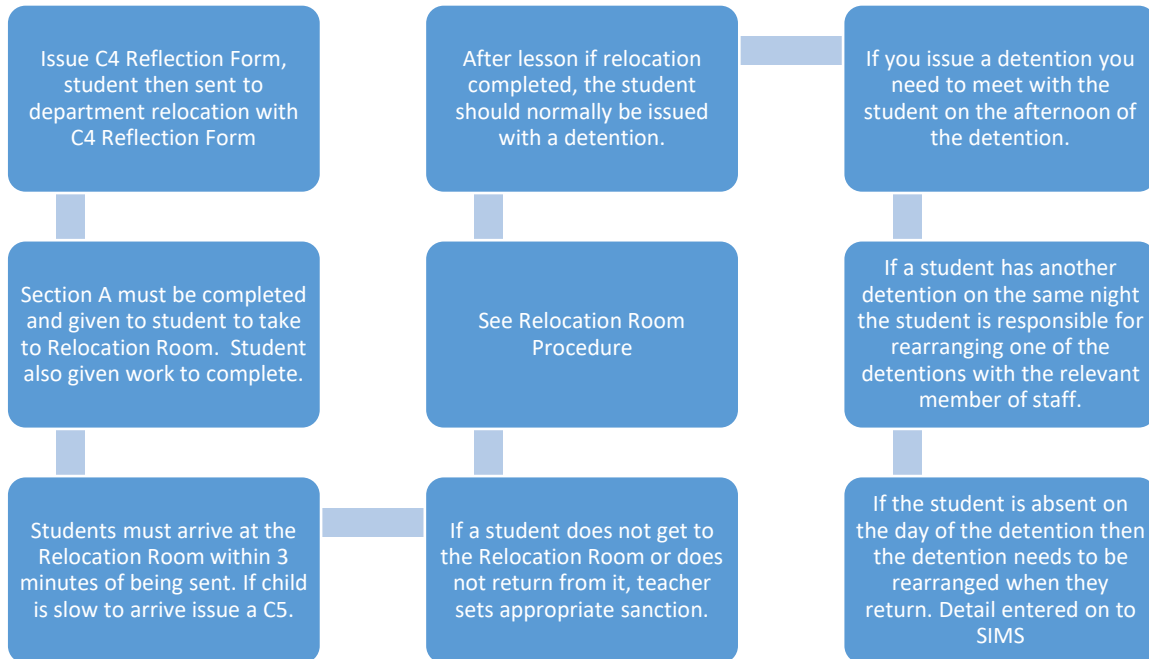 Issue C4 Reflection Form,
student then sent to
department relocation with
C4 Reflection Form
Section A must be completed
and given to student to take
to Relocation Room.  Student
also given work to complete.
Students must arrive at the
Relocation Room within 3
minutes of being sent. If child
is slow to arrive issue a C5.
If a student does not get to
the Relocation Room or does
not return from it, teacher
sets appropriate sanction.
See Relocation Room
Procedure
After lesson if relocation
completed, the student
should normally be issued
with a detention.
If you issue a detention you
need to meet with the
student on the afternoon of
the detention.
If a student has another
detention on the same night
the student is responsible for
rearranging one of the
detentions with the relevant
member of staff.
If the student is absent on
the day of the detention then
the detention needs to be
rearranged when they
return. Detail entered on to
SIMS